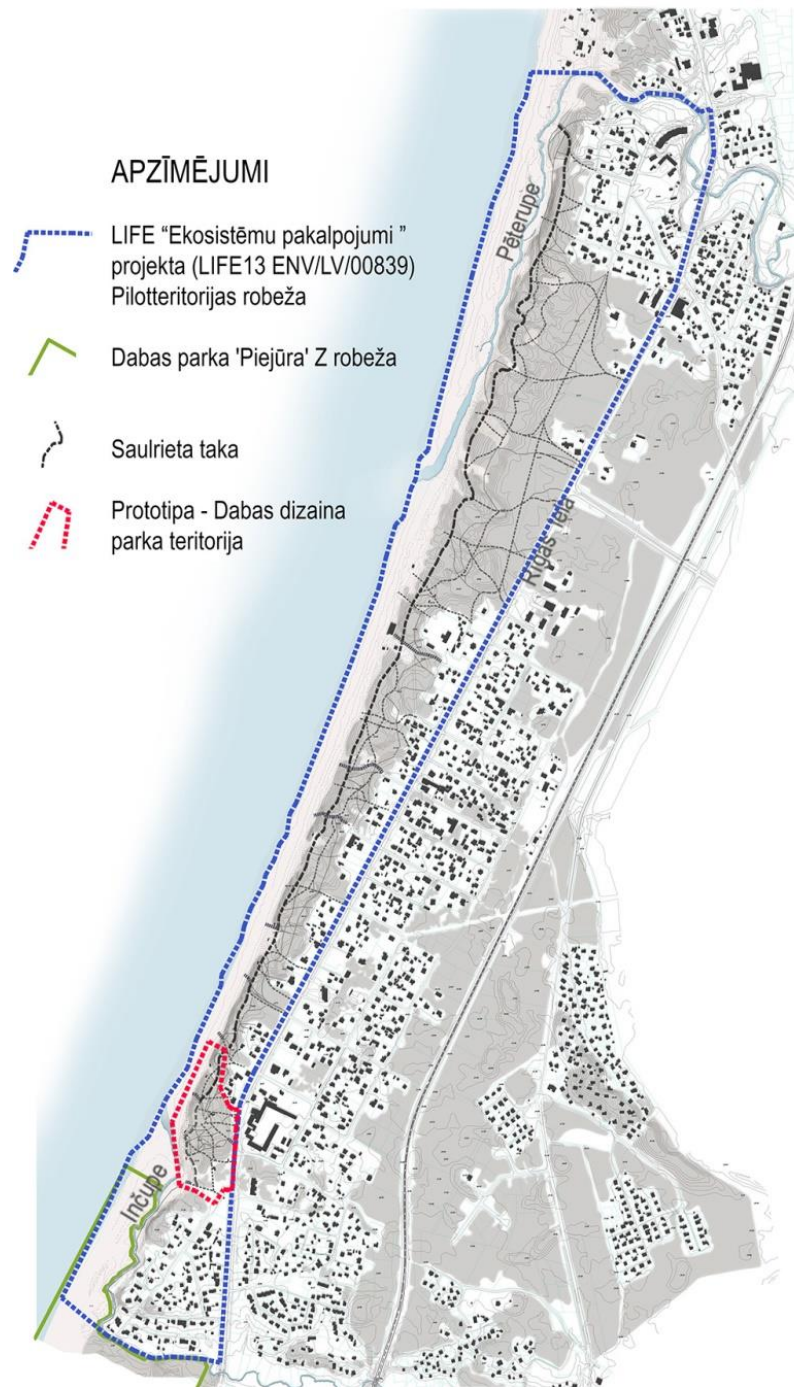 APZĪMĒJUMI
LIFE “Ekosistēmu pakalpojumi ”
projekta (LIFE13 ENV/LV/00839)
Pilotteritorijas robeža
Dabas parka 'Piejūra' Z robeža
Saulrieta taka
Prototipa - Dabas dizaina
parka teritorija
Pēterupe
Rīgas iela
Inčupe